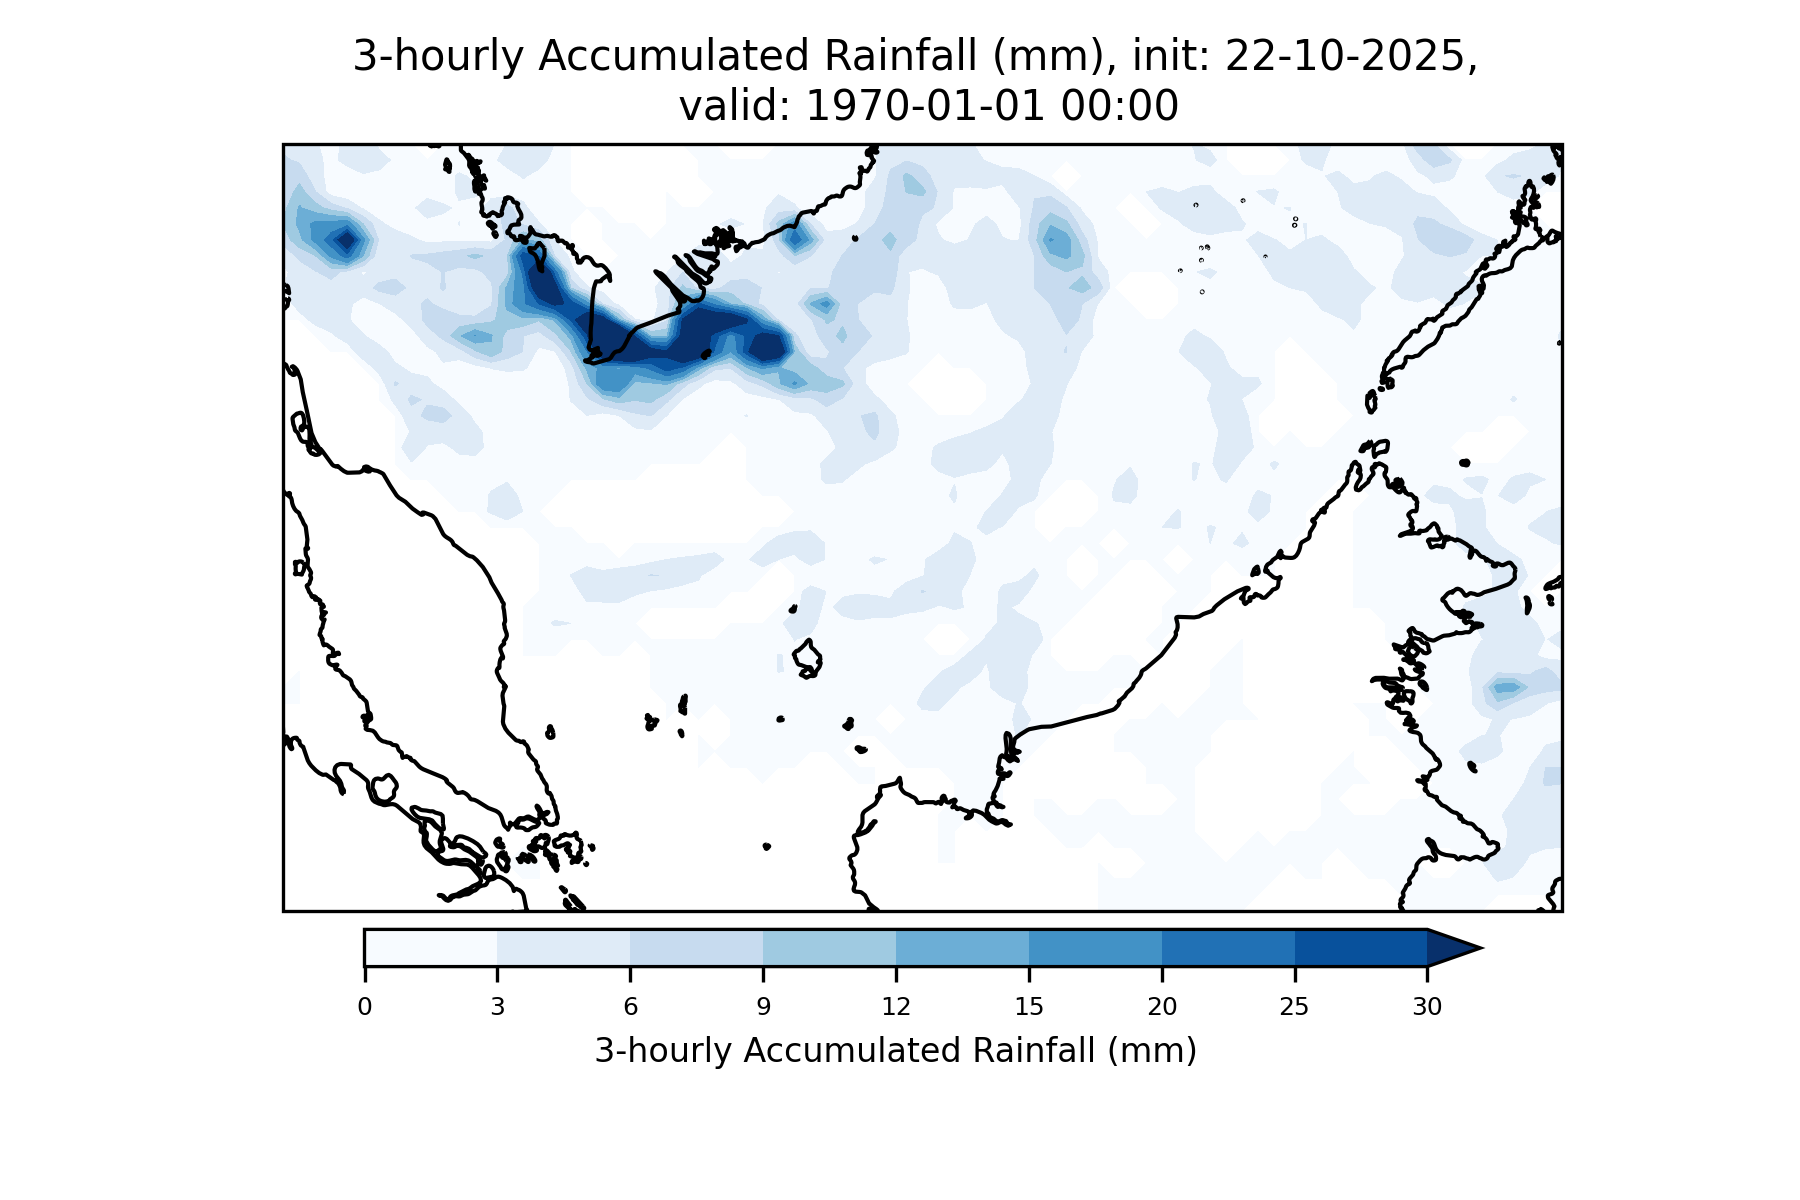 3-hourly Accumulated Rainfall (mm), init: 22-10-2025,
valid: 1970-01-01 00:00
0 3 6 9 12 15 20 25 30
3-hourly Accumulated Rainfall (mm)